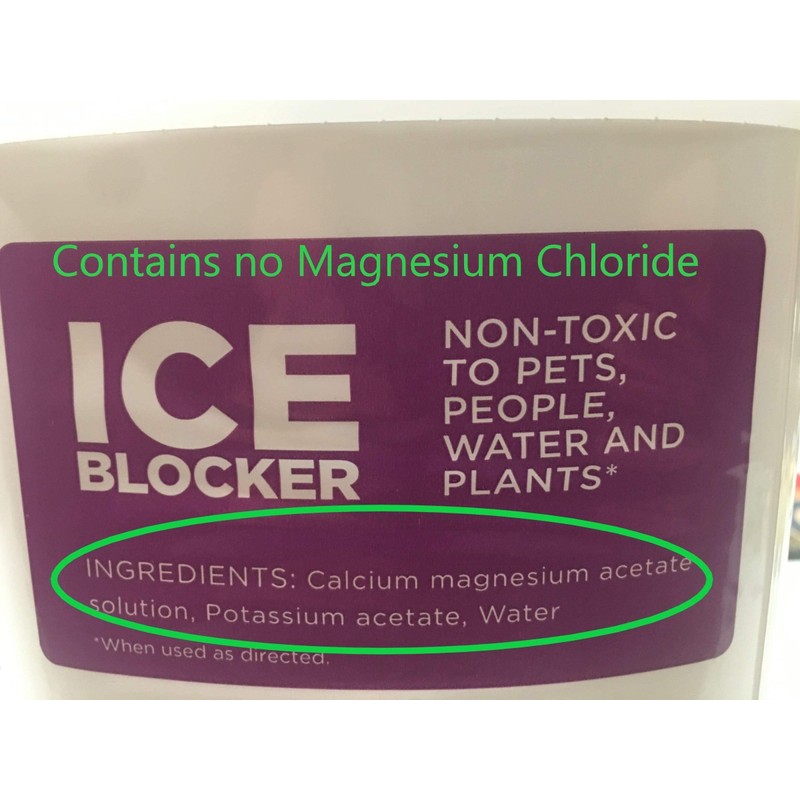 Contains no Magnesium Chloride
ICE
BLOCKER
NON-TOXIC
TO PETS,
PEOPLE,
WATER AND
PLANTS*
INGREDIENTS: Calcium magnesium acetate
solution, Potassium acetate, Water
*When used as directed.